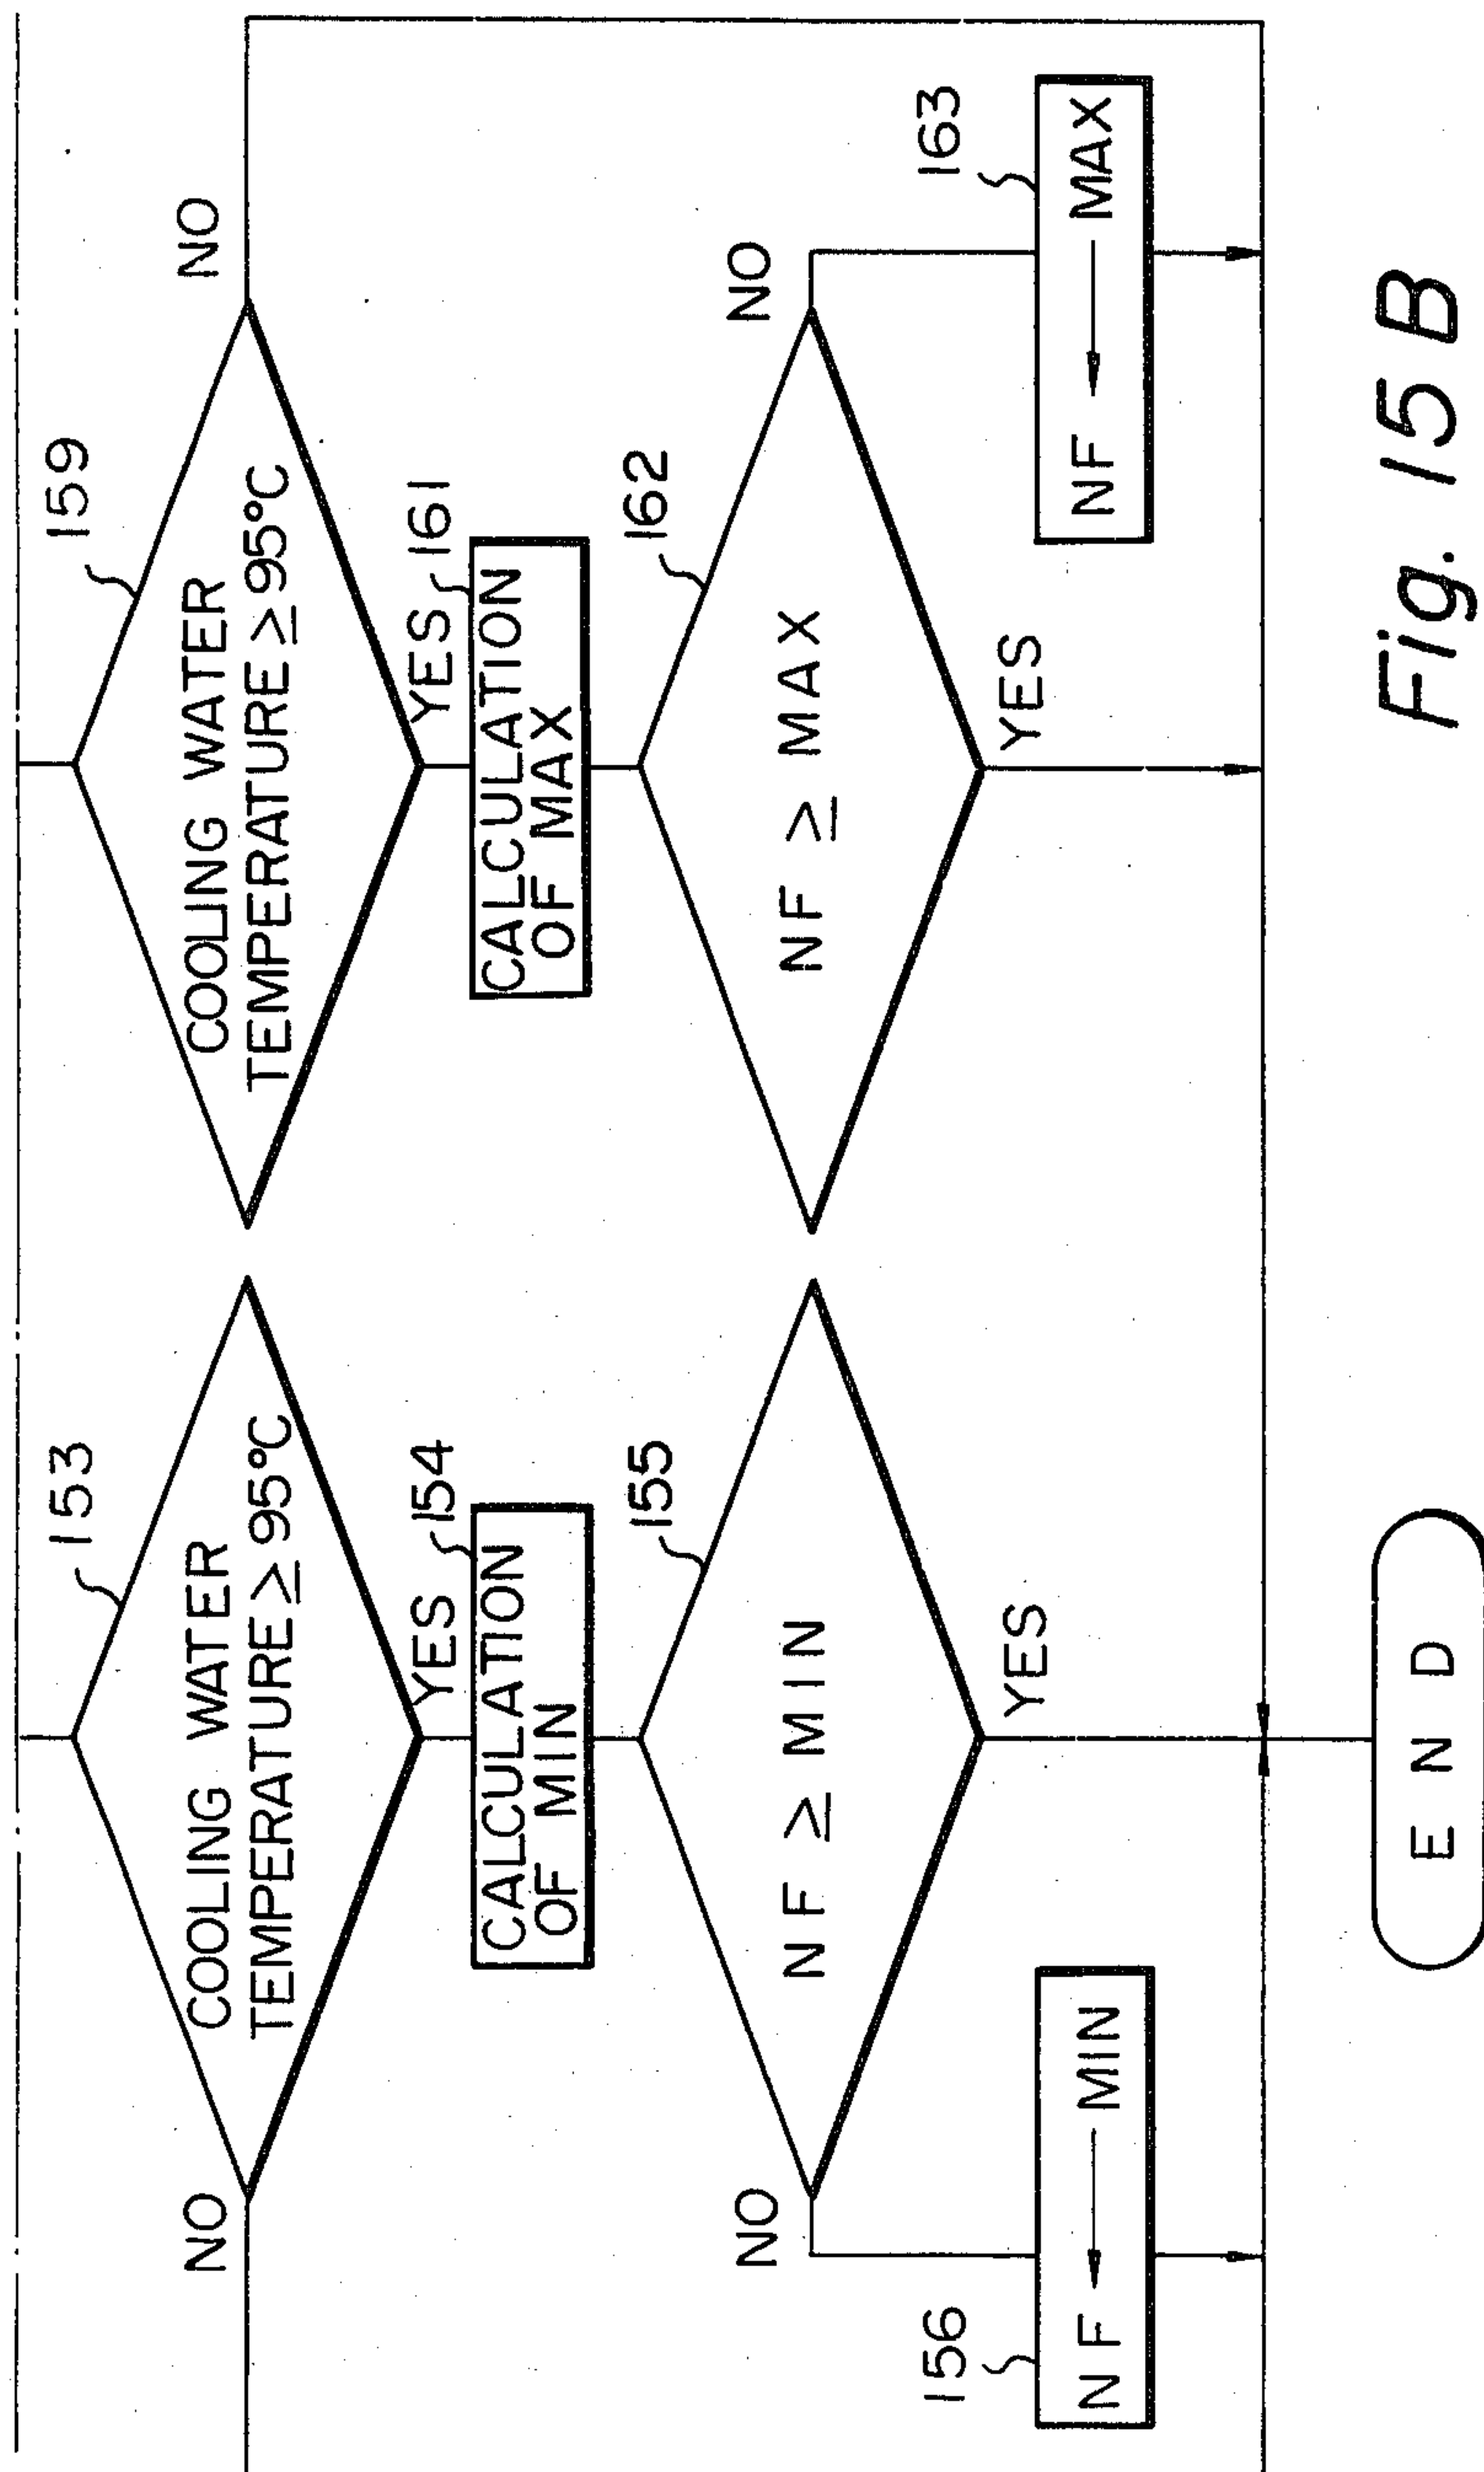 153
COOLING WATER
TEMPERATURE ≥ 95°C
NO
YES
154
CALCULATION
OF MIN
155
NF ≥ MIN
NO
YES
156
NF ← MIN
159
COOLING WATER
TEMPERATURE ≥ 95°C
NO
YES
161
CALCULATION
OF MAX
162
NF ≥ MAX
NO
YES
163
NF ← MAX
END
Fig. 15 B